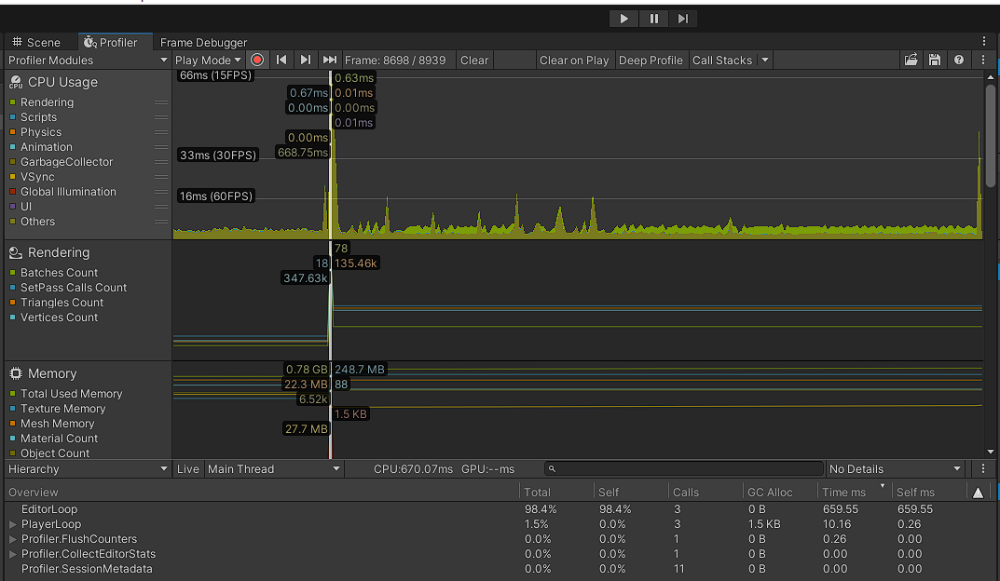 Scene Profiler Frame Debugger
Profiler Modules Play Mode Frame: 8698 / 8939 Clear Clear on Play Deep Profile Call Stacks
CPU Usage
Rendering
Scripts
Physics
Animation
GarbageCollector
VSync
Global Illumination
UI
Others
66ms (15FPS)
33ms (30FPS)
16ms (60FPS)
0.63ms
0.67ms 0.01ms
0.00ms 0.00ms
0.01ms
0.00ms
668.75ms
Rendering
Batches Count
SetPass Calls Count
Triangles Count
Vertices Count
78
18 135.46k
347.63k
Memory
Total Used Memory
Texture Memory
Mesh Memory
Material Count
Object Count
0.78 GB 248.7 MB
22.3 MB 88
6.52k
1.5 KB
27.7 MB
Hierarchy Live Main Thread CPU:670.07ms GPU:--ms No Details
Overview Total Self Calls GC Alloc Time ms Self ms
EditorLoop 98.4% 98.4% 3 0 B 659.55 659.55
PlayerLoop 1.5% 0.0% 3 1.5 KB 10.16 0.26
Profiler.FlushCounters 0.0% 0.0% 1 0 B 0.26 0.00
Profiler.CollectEditorStats 0.0% 0.0% 1 0 B 0.00 0.00
Profiler.SessionMetadata 0.0% 0.0% 11 0 B 0.00 0.00